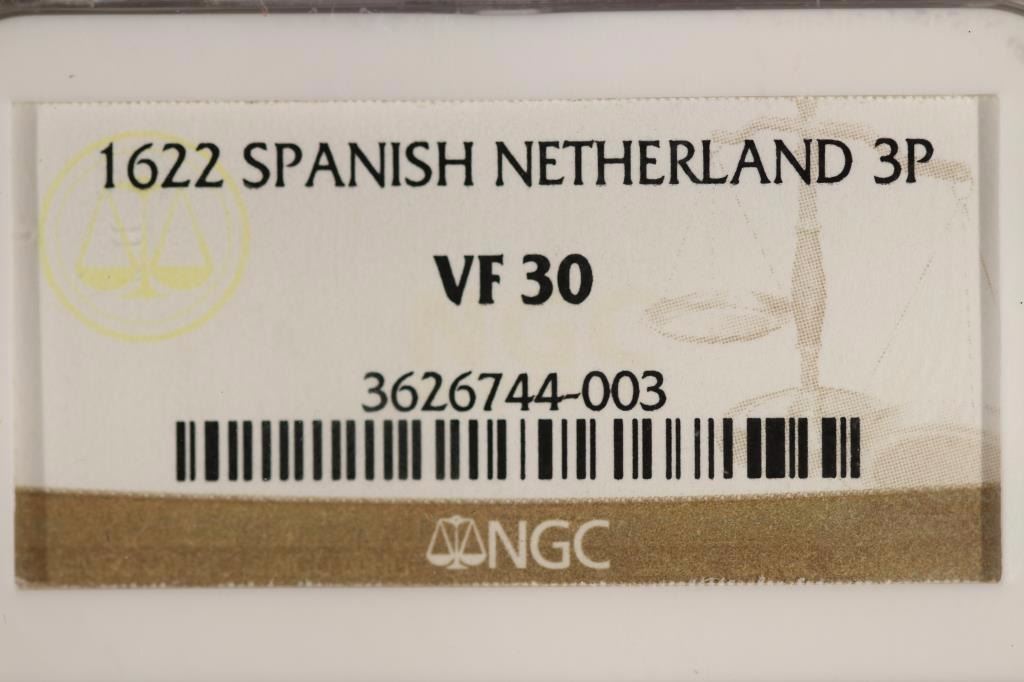 1622 SPANISH NETHERLAND 3P
VF 30
3626744-003
NGC